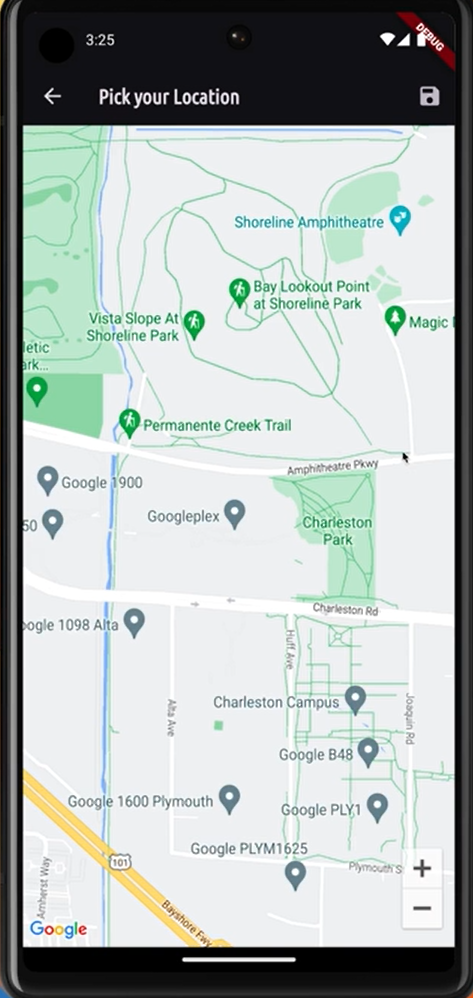 3:25
DEBUG
Pick your Location
Shoreline Amphitheatre
Bay Lookout Point
at Shoreline Park
Vista Slope At
Shoreline Park
Magic
letic
ark...
Permanente Creek Trail
Amphitheatre Pkwy
Google 1900
Googleplex
50
Charleston
Park
Charleston Rd
oogle 1098 Alta
Huff Ave
Alta Ave
Joaquin Rd
Charleston Campus
Google B48
Google 1600 Plymouth
Google PLY1
Google PLYM1625
Plymouth S
101
Amherst Way
Bayshore Fwy
+
−
Google